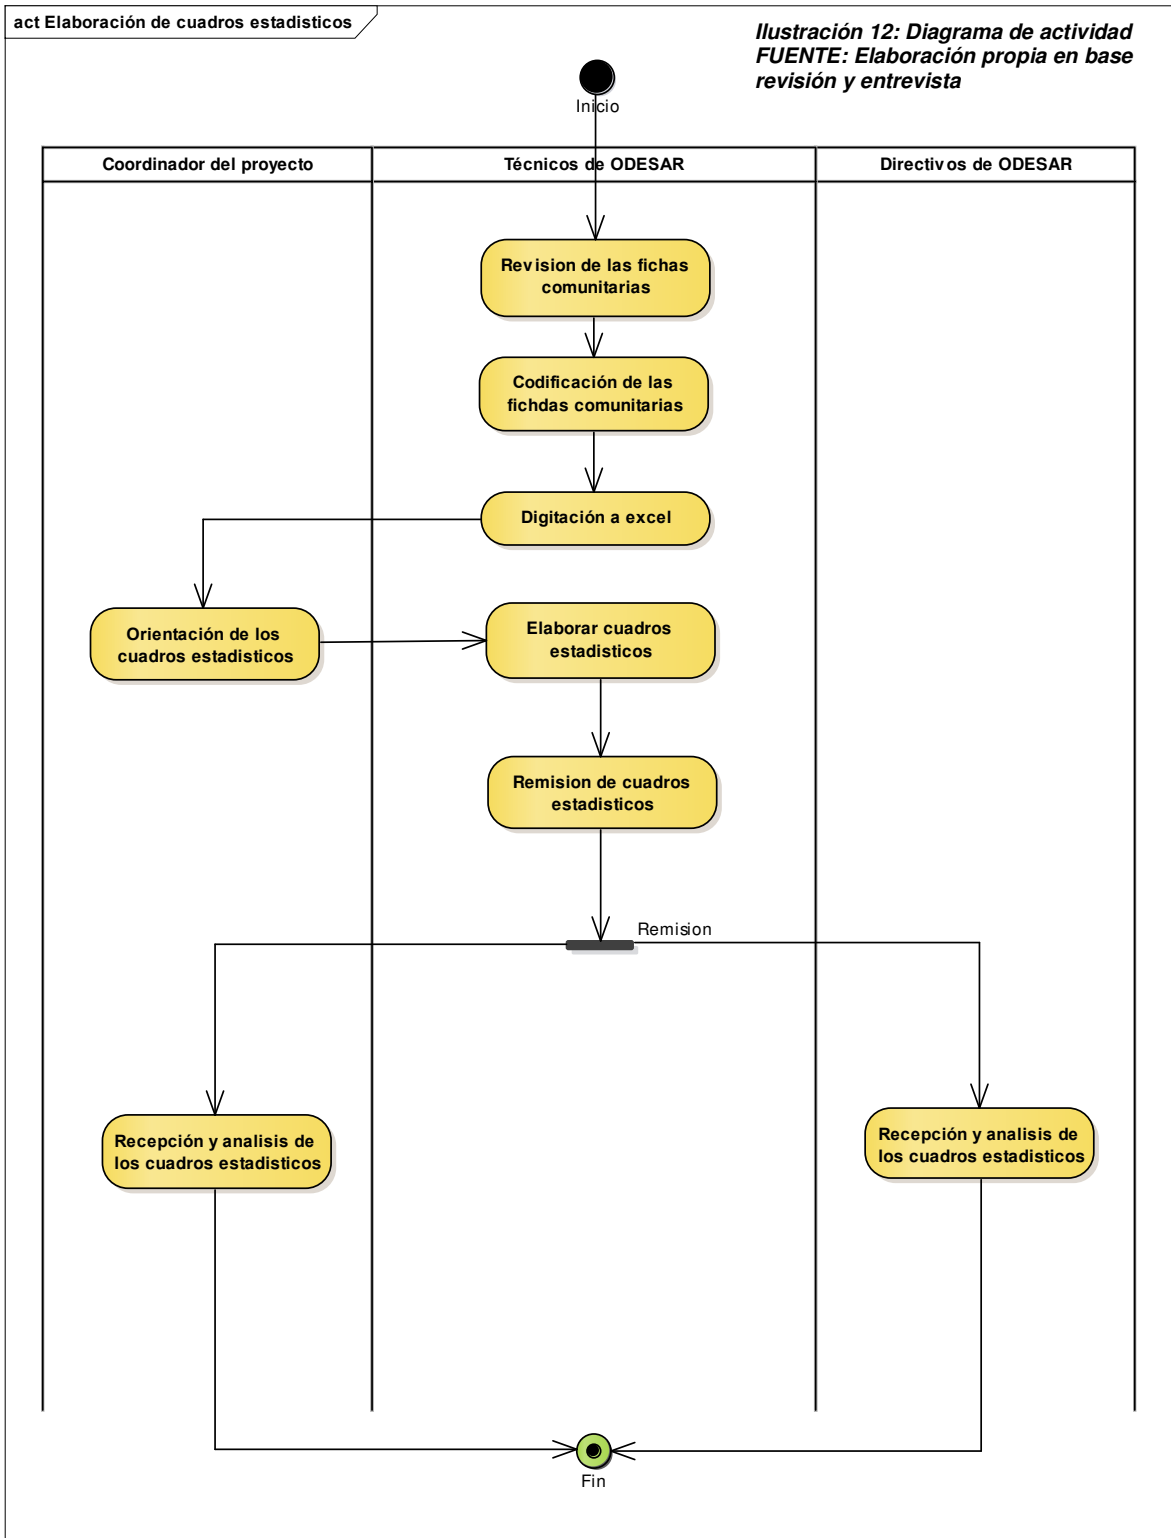 act Elaboración de cuadros estadisticos
Ilustración 12: Diagrama de actividad
FUENTE: Elaboración propia en base
revisión y entrevista
Inicio
Coordinador del proyecto
Técnicos de ODESAR
Directivos de ODESAR
Revision de las fichas
comunitarias
Codificación de las
fichdas comunitarias
Digitación a excel
Orientación de los
cuadros estadisticos
Elaborar cuadros
estadisticos
Remision de cuadros
estadisticos
Remision
Recepción y analisis de
los cuadros estadisticos
Recepción y analisis de
los cuadros estadisticos
Fin